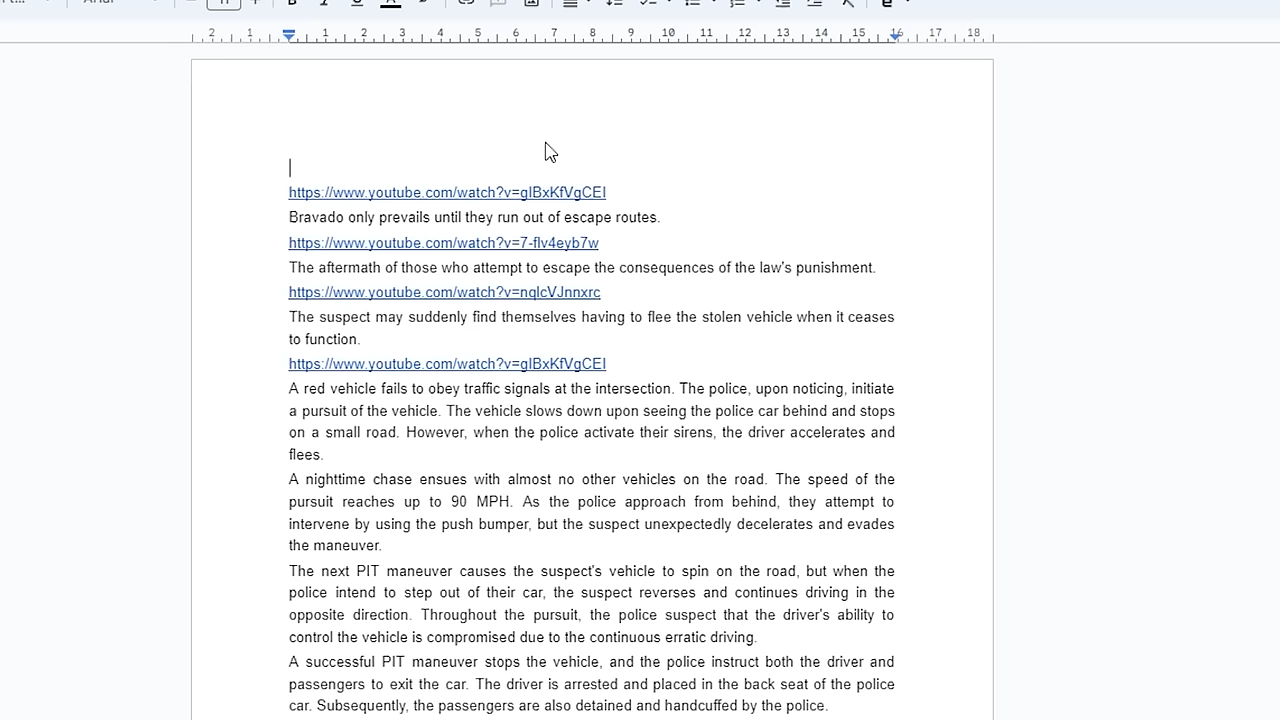 2 1 1 2 3 4 5 6 7 8 9 10 11 12 13 14 15 16 17 18
https://www.youtube.com/watch?v=glBxKfVgCEI
Bravado only prevails until they run out of escape routes.
https://www.youtube.com/watch?v=7-flv4eyb7w
The aftermath of those who attempt to escape the consequences of the law's punishment.
https://www.youtube.com/watch?v=nqlcVJnnxrc
The suspect may suddenly find themselves having to flee the stolen vehicle when it ceases
to function.
https://www.youtube.com/watch?v=glBxKfVgCEI
A red vehicle fails to obey traffic signals at the intersection. The police, upon noticing, initiate
a pursuit of the vehicle. The vehicle slows down upon seeing the police car behind and stops
on a small road. However, when the police activate their sirens, the driver accelerates and
flees.
A nighttime chase ensues with almost no other vehicles on the road. The speed of the
pursuit reaches up to 90 MPH. As the police approach from behind, they attempt to
intervene by using the push bumper, but the suspect unexpectedly decelerates and evades
the maneuver.
The next PIT maneuver causes the suspect's vehicle to spin on the road, but when the
police intend to step out of their car, the suspect reverses and continues driving in the
opposite direction. Throughout the pursuit, the police suspect that the driver's ability to
control the vehicle is compromised due to the continuous erratic driving.
A successful PIT maneuver stops the vehicle, and the police instruct both the driver and
passengers to exit the car. The driver is arrested and placed in the back seat of the police
car. Subsequently, the passengers are also detained and handcuffed by the police.